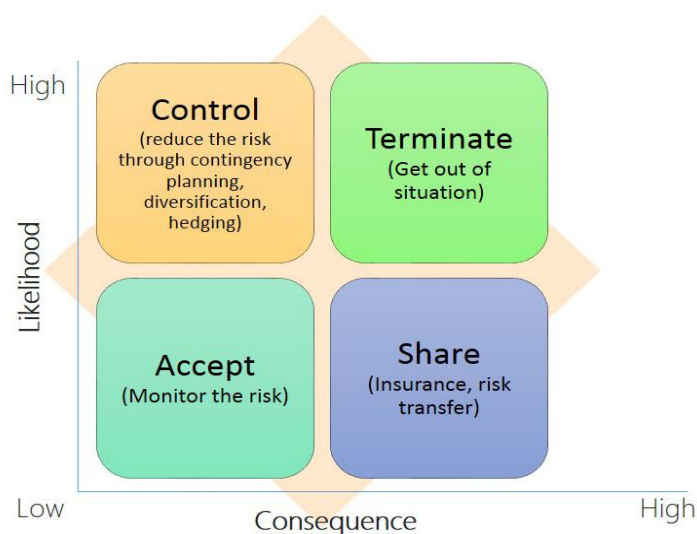 High
Control
(reduce the risk
through contingency
planning,
diversification,
hedging)
Terminate
(Get out of
situation)
Likelihood
Accept
(Monitor the risk)
Share
(Insurance, risk
transfer)
Low
Consequence
High